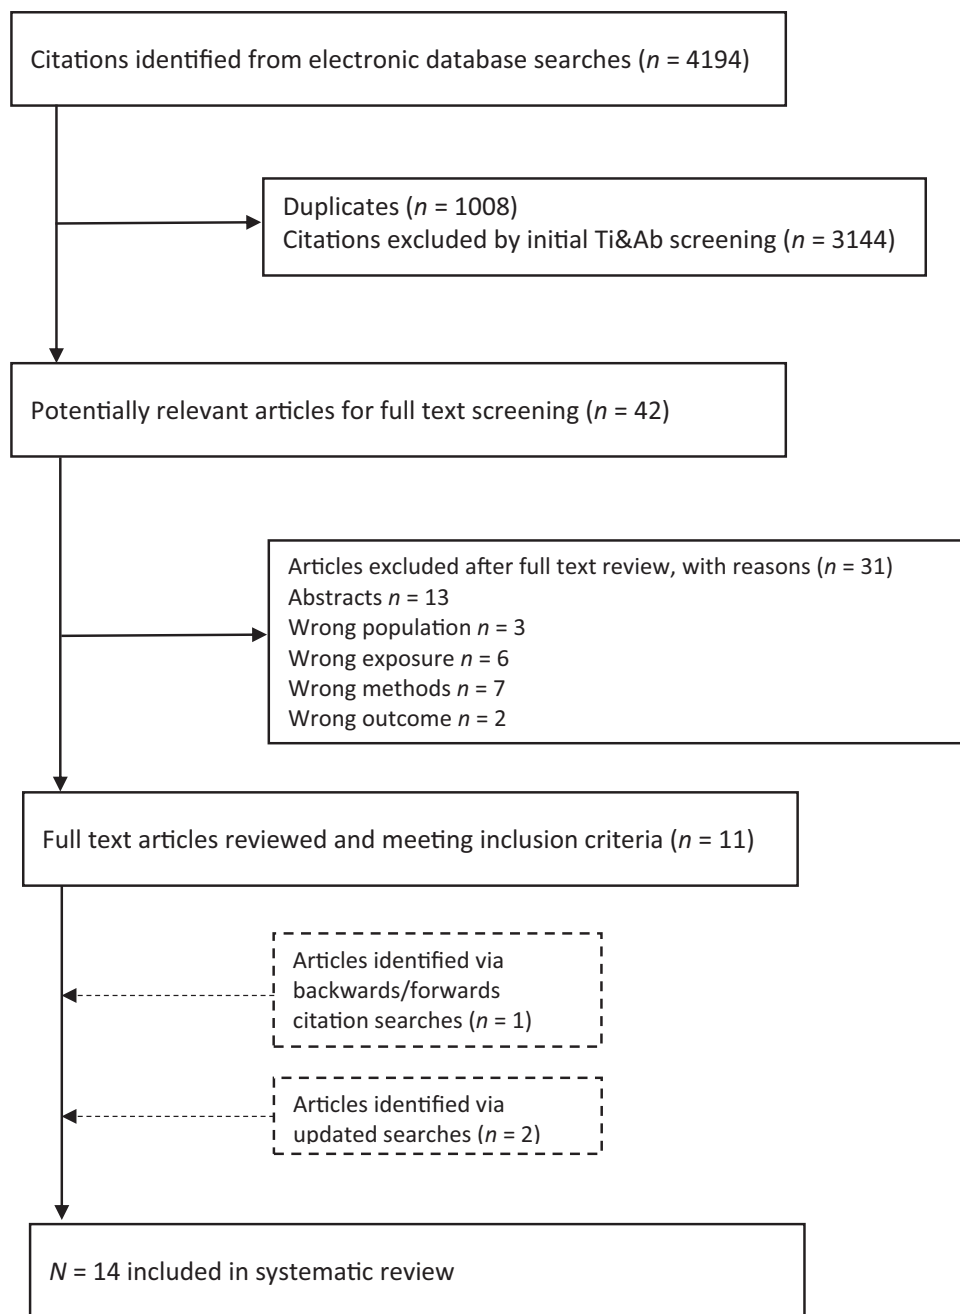 Citations identified from electronic database searches (n = 4194)
Duplicates (n = 1008)
Citations excluded by initial Ti&Ab screening (n = 3144)
Potentially relevant articles for full text screening (n = 42)
Articles excluded after full text review, with reasons (n = 31)
Abstracts n = 13
Wrong population n = 3
Wrong exposure n = 6
Wrong methods n = 7
Wrong outcome n = 2
Full text articles reviewed and meeting inclusion criteria (n = 11)
Articles identified via
backwards/forwards
citation searches (n = 1)
Articles identified via
updated searches (n = 2)
N = 14 included in systematic review